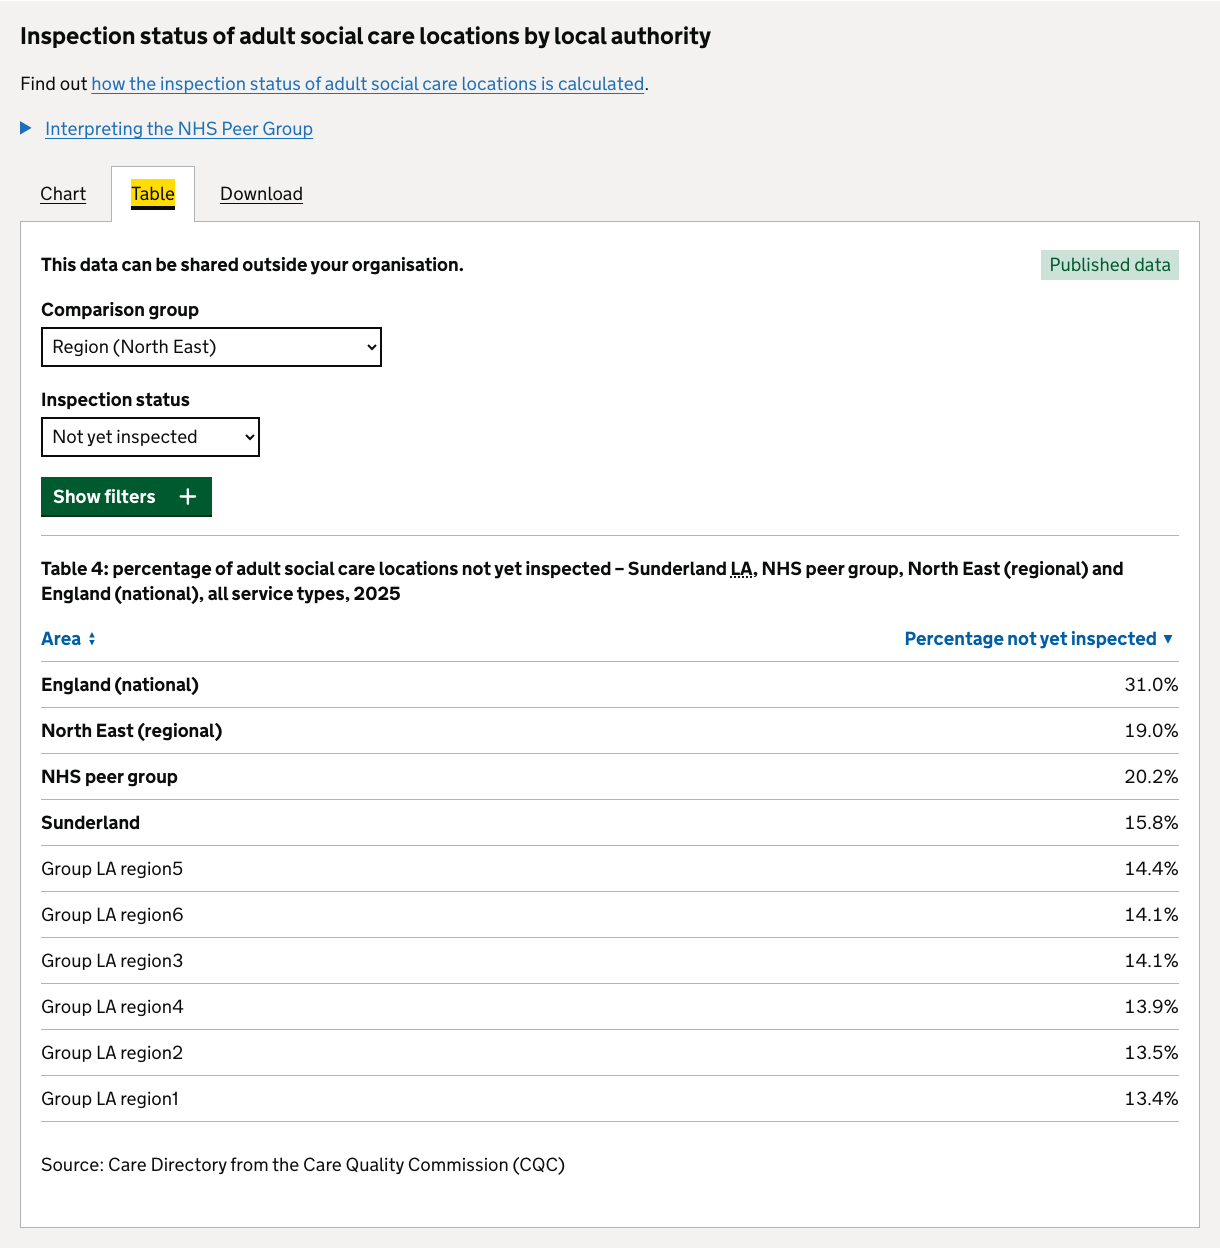 Inspection status of adult social care locations by local authority
Find out how the inspection status of adult social care locations is calculated.
Interpreting the NHS Peer Group
Chart Table Download
This data can be shared outside your organisation. Published data
Comparison group
Region (North East)
Inspection status
Not yet inspected
Show filters
Table 4: percentage of adult social care locations not yet inspected – Sunderland LA, NHS peer group, North East (regional) and
England (national), all service types, 2025
Area Percentage not yet inspected
England (national) 31.0%
North East (regional) 19.0%
NHS peer group 20.2%
Sunderland 15.8%
Group LA region5 14.4%
Group LA region6 14.1%
Group LA region3 14.1%
Group LA region4 13.9%
Group LA region2 13.5%
Group LA region1 13.4%
Source: Care Directory from the Care Quality Commission (CQC)